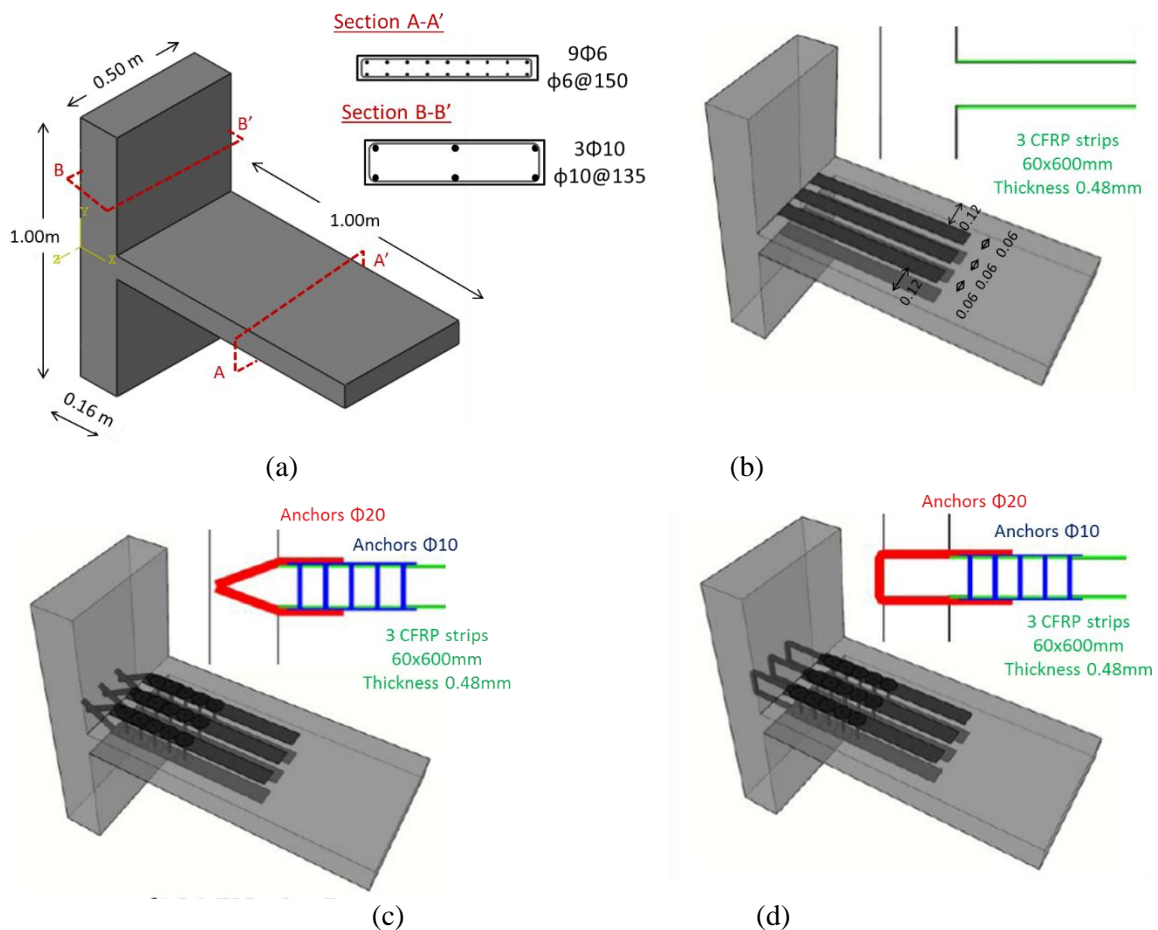 Section A-A'
9Φ6
ϕ6@150
Section B-B'
3Φ10
ϕ10@135
0.50 m
B'
B
1.00m
1.00m
Y
Z
X
A'
A
0.16 m
(a)
3 CFRP strips
60x600mm
Thickness 0.48mm
0.12
0.06
0.06
0.06
0.12
(b)
Anchors Φ20
Anchors Φ10
3 CFRP strips
60x600mm
Thickness 0.48mm
(c)
Anchors Φ20
Anchors Φ10
3 CFRP strips
60x600mm
Thickness 0.48mm
(d)